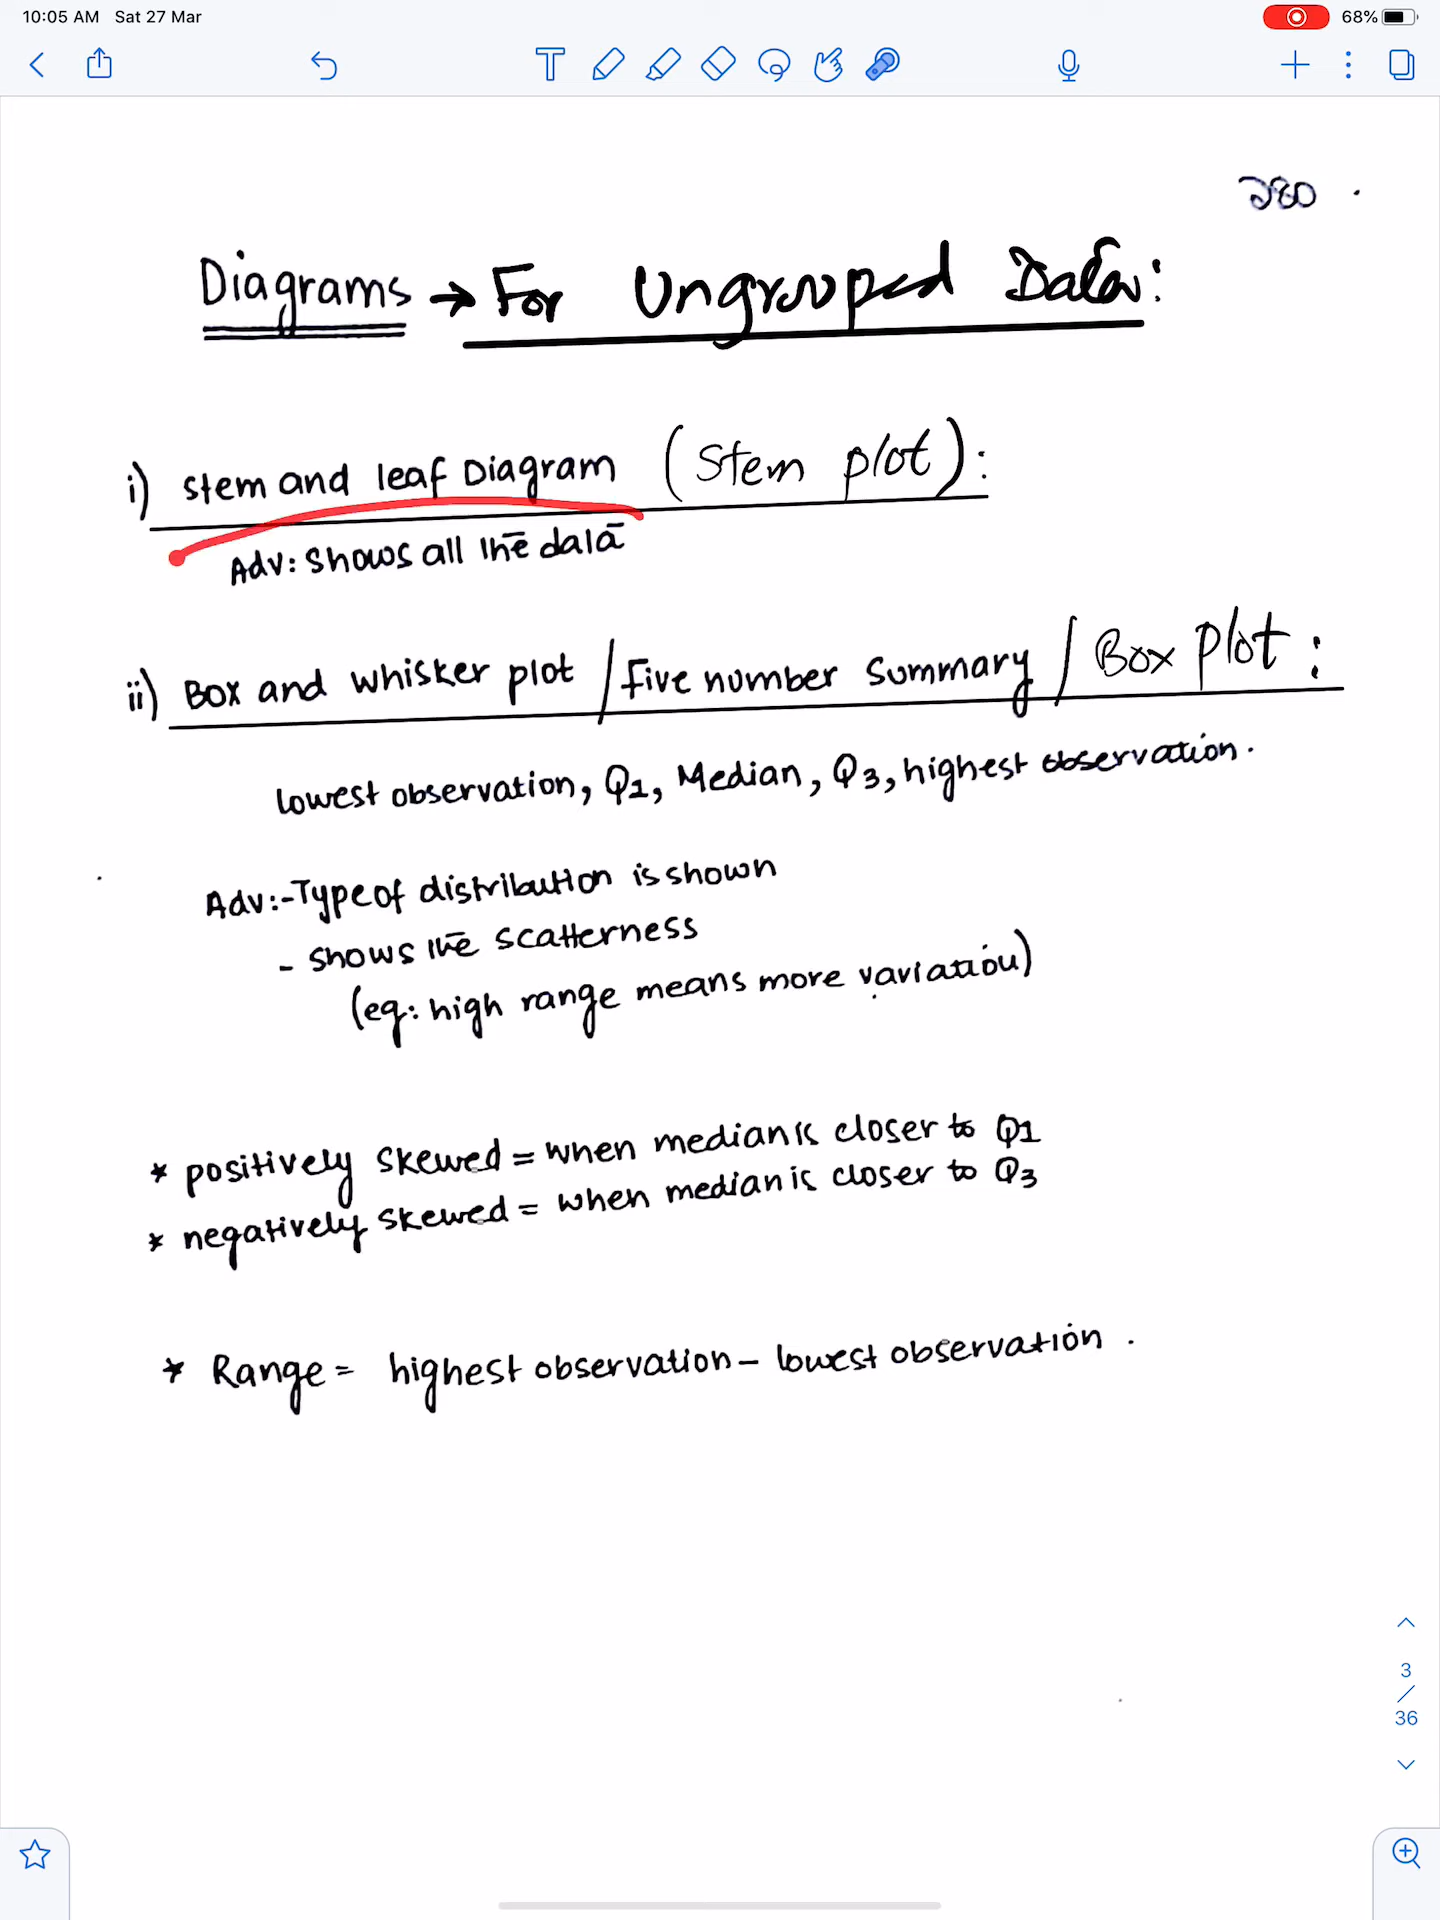 10:05 AM Sat 27 Mar
68%
Diagrams → For Ungrouped Data:
i) stem and leaf Diagram (Stem plot):
Adv: Shows all the data
ii) Box and whisker plot / five number summary / Box plot:
lowest observation, Q1, Median, Q3, highest observation.
Adv:- Type of distribution is shown
- shows the scatterness
(eg: high range means more variation)
* positively skewed = when median is closer to Q1
* negatively skewed = when median is closer to Q3
* Range = highest observation - lowest observation.
3
/
36